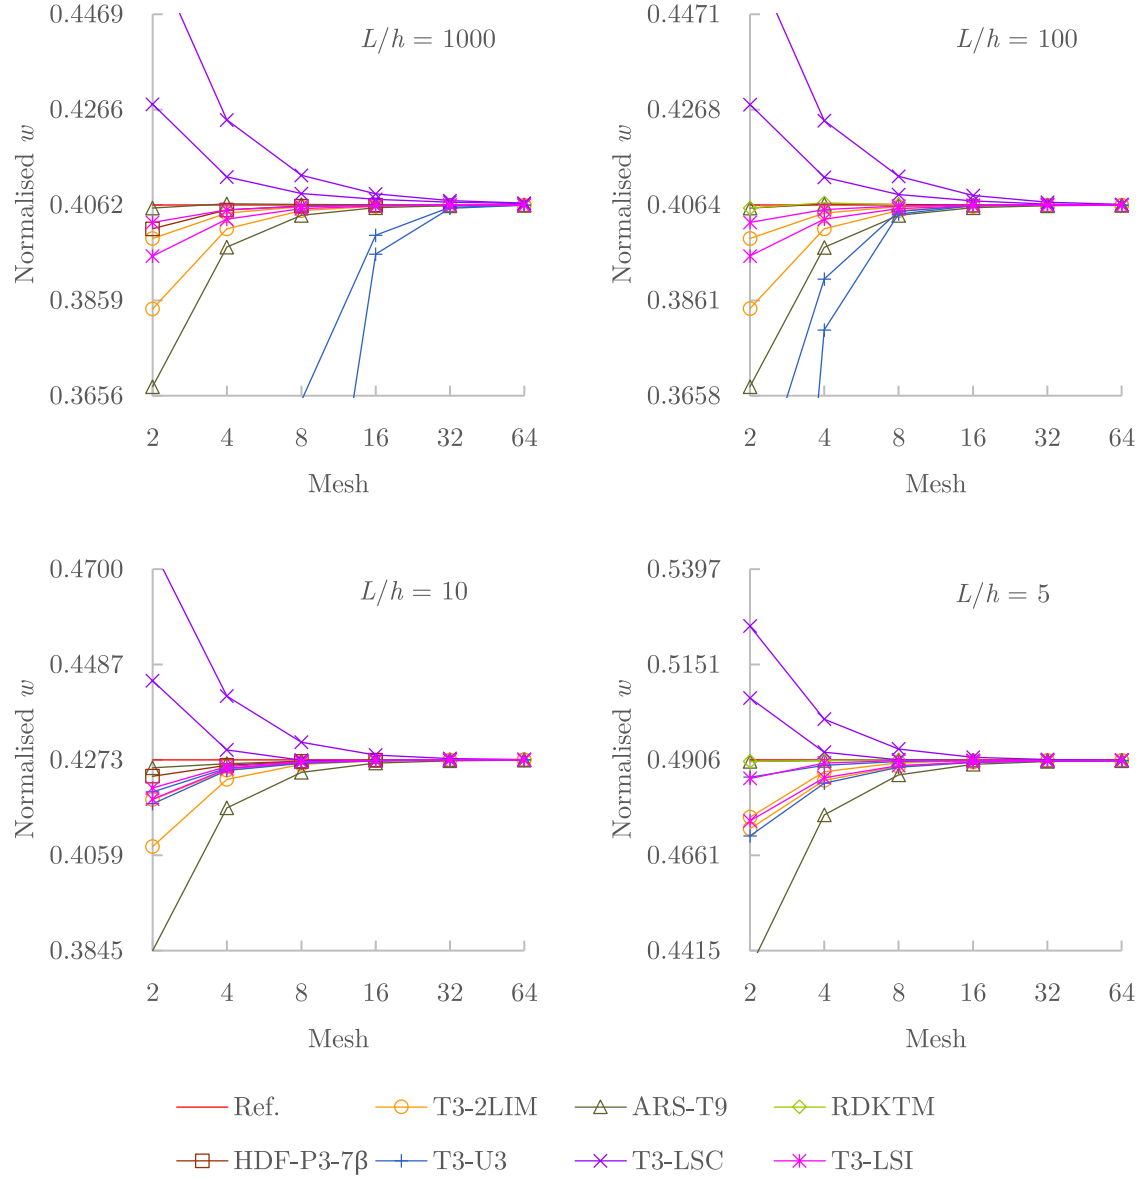 0.4469
0.4266
0.4062
0.3859
0.3656
Normalised w
L/h = 1000
2 4 8 16 32 64
Mesh
0.4471
0.4268
0.4064
0.3861
0.3658
Normalised w
L/h = 100
2 4 8 16 32 64
Mesh
0.4700
0.4487
0.4273
0.4059
0.3845
Normalised w
L/h = 10
2 4 8 16 32 64
Mesh
0.5397
0.5151
0.4906
0.4661
0.4415
Normalised w
L/h = 5
2 4 8 16 32 64
Mesh
Ref. T3-2LIM ARS-T9 RDKTM
HDF-P3-7β T3-U3 T3-LSC T3-LSI